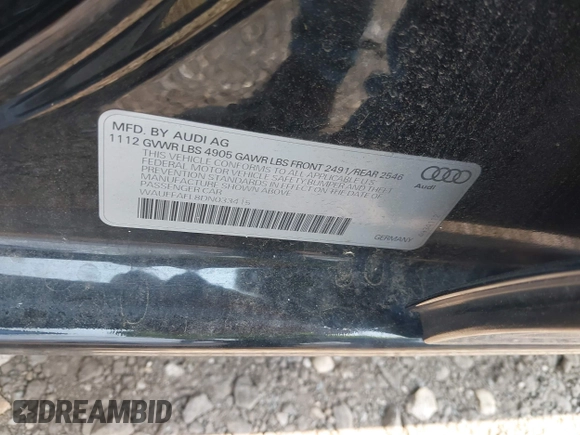 MFD. BY AUDI AG
1112 GVWR LBS 4905 GAWR LBS FRONT 2491/REAR 2546
THIS VEHICLE CONFORMS TO ALL APPLICABLE U.S.
FEDERAL MOTOR VEHICLE SAFETY BUMPER AND THEFT
PREVENTION STANDARDS IN EFFECT ON THE DATE OF
MANUFACTURE SHOWN ABOVE.
PASSENGER CAR
Audi
GERMANY
DREAMBID